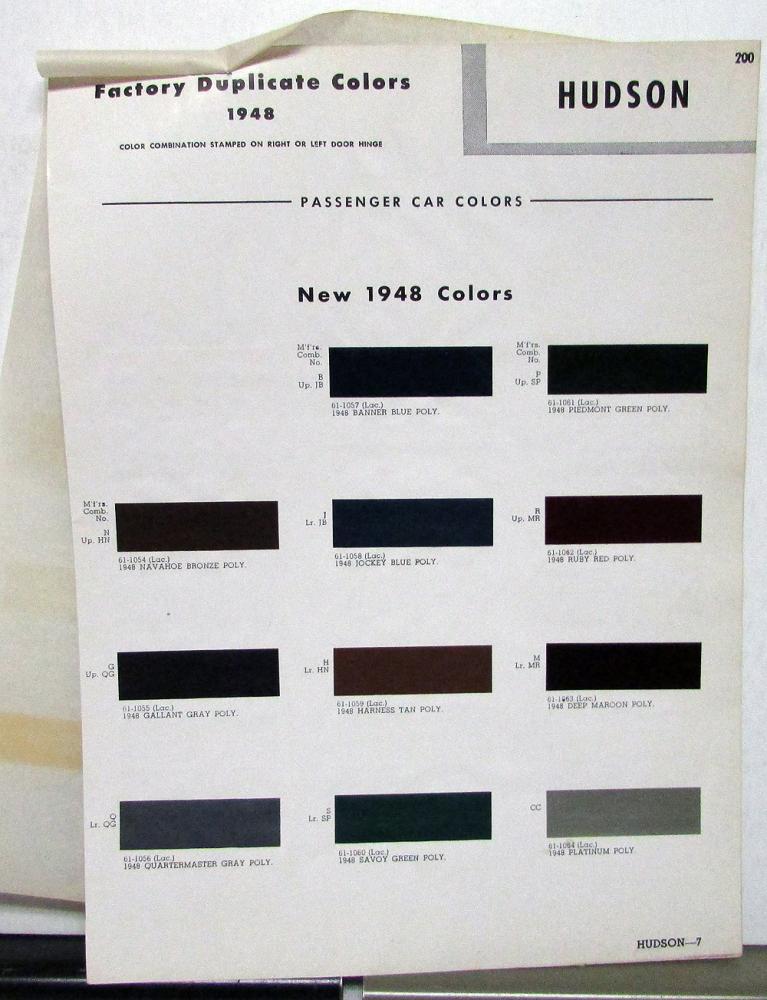 200
Factory Duplicate Colors
1948
HUDSON
COLOR COMBINATION STAMPED ON RIGHT OR LEFT DOOR HINGE
PASSENGER CAR COLORS
New 1948 Colors
M'f'rs.
Comb.
No.
B
Up. JB
61-1057 (Lac.)
1948 BANNER BLUE POLY.
M'f'rs.
Comb.
No.
P
Up. SP
61-1061 (Lac.)
1948 PIEDMONT GREEN POLY.
M'f'rs.
Comb.
No.
N
Up. HN
61-1054 (Lac.)
1948 NAVAHOE BRONZE POLY.
J
Lr. JB
61-1058 (Lac.)
1948 JOCKEY BLUE POLY.
R
Up. MR
61-1062 (Lac.)
1948 RUBY RED POLY.
G
Up. QG
61-1055 (Lac.)
1948 GALLANT GRAY POLY.
H
Lr. HN
61-1059 (Lac.)
1948 HARNESS TAN POLY.
M
Lr. MR
61-1063 (Lac.)
1948 DEEP MAROON POLY.
Q
Lr. QG
61-1056 (Lac.)
1948 QUARTERMASTER GRAY POLY.
S
Lr. SP
61-1060 (Lac.)
1948 SAVOY GREEN POLY.
CC
61-1064 (Lac.)
1948 PLATINUM POLY.
HUDSON—7